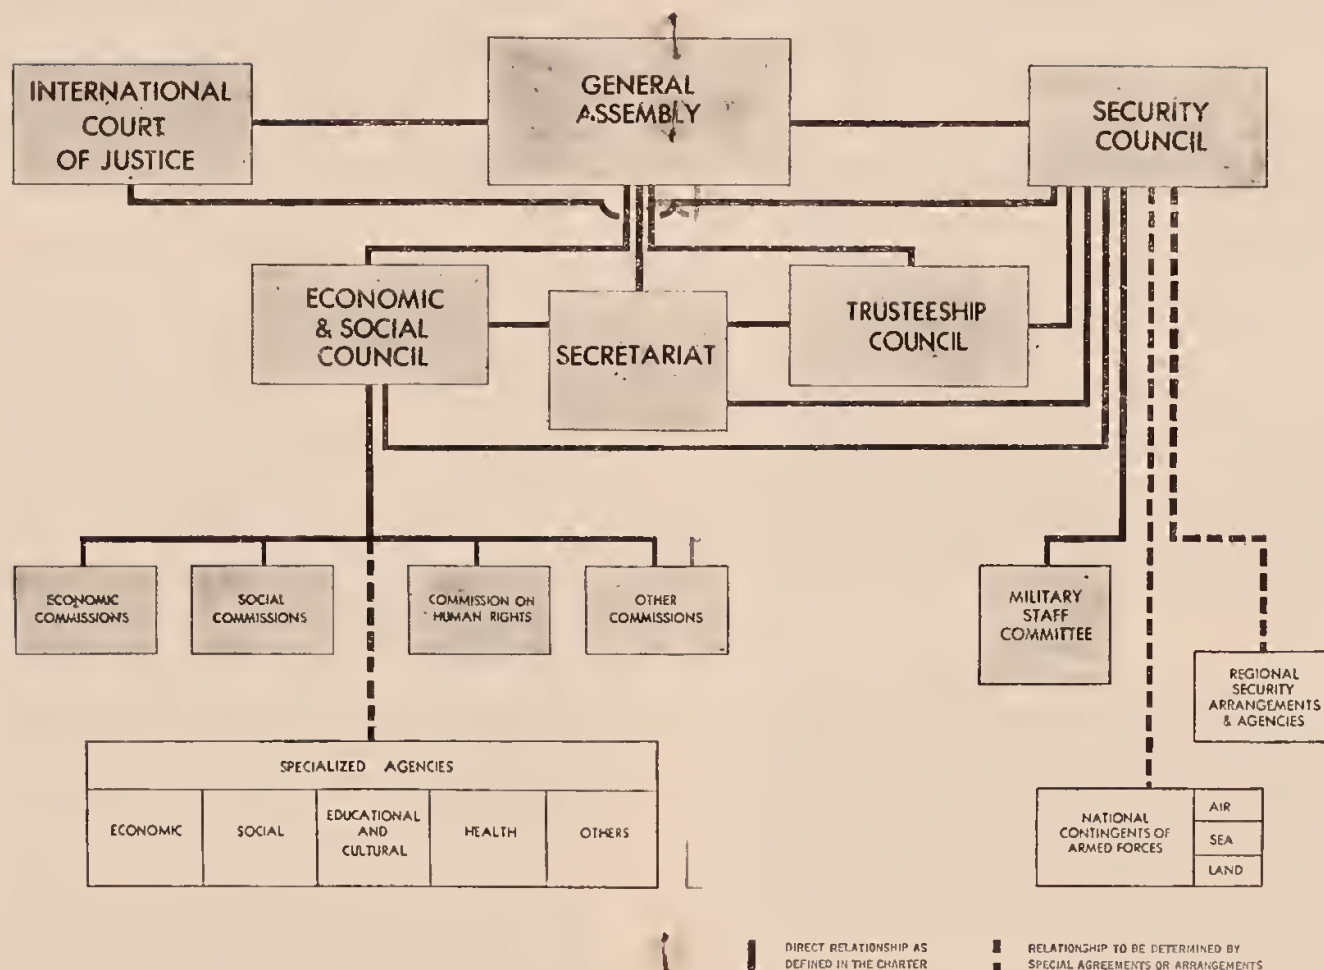 GENERAL
ASSEMBLY
INTERNATIONAL
COURT
OF JUSTICE
SECURITY
COUNCIL
ECONOMIC
& SOCIAL
COUNCIL
SECRETARIAT
TRUSTEESHIP
COUNCIL
ECONOMIC
COMMISSIONS
SOCIAL
COMMISSIONS
COMMISSION ON
HUMAN RIGHTS
OTHER
COMMISSIONS
MILITARY
STAFF
COMMITTEE
REGIONAL
SECURITY
ARRANGEMENTS
& AGENCIES
SPECIALIZED AGENCIES
ECONOMIC
SOCIAL
EDUCATIONAL
AND
CULTURAL
HEALTH
OTHERS
NATIONAL
CONTINGENTS OF
ARMED FORCES
AIR
SEA
LAND
DIRECT RELATIONSHIP AS
DEFINED IN THE CHARTER
RELATIONSHIP TO BE DETERMINED BY
SPECIAL AGREEMENTS OR ARRANGEMENTS